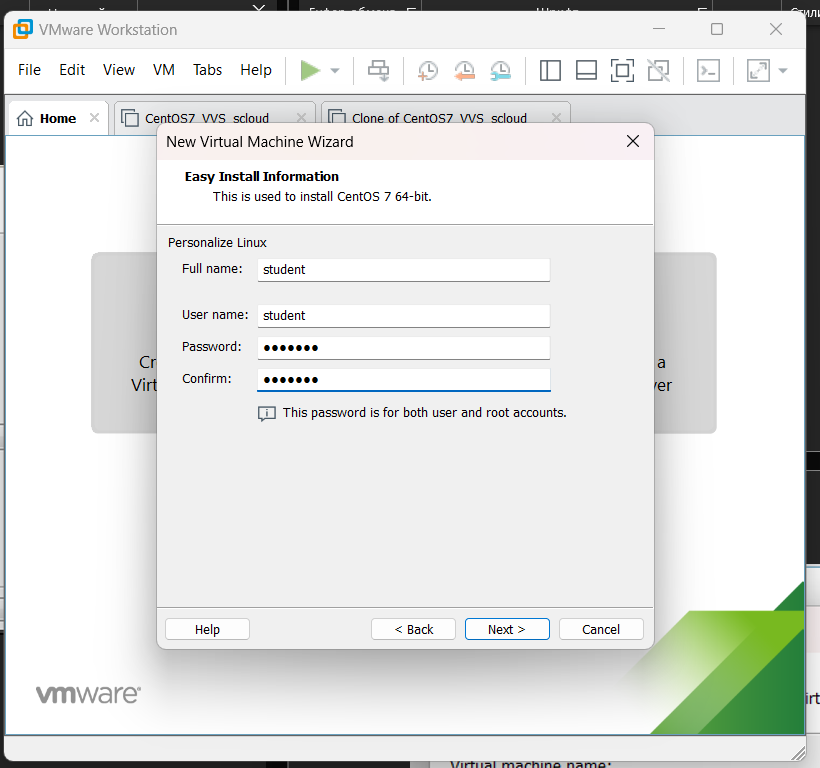 VMware Workstation
File Edit View VM Tabs Help
Home CentOS7_VVS_scloud Clone of CentOS7_VVS_scloud
New Virtual Machine Wizard
Easy Install Information
This is used to install CentOS 7 64-bit.
Personalize Linux
Full name: student
User name: student
Password: ●●●●●●●
Confirm: ●●●●●●●
This password is for both user and root accounts.
Cr
Virt
a
ver
Help < Back Next > Cancel
vmware
Virtual machine name: